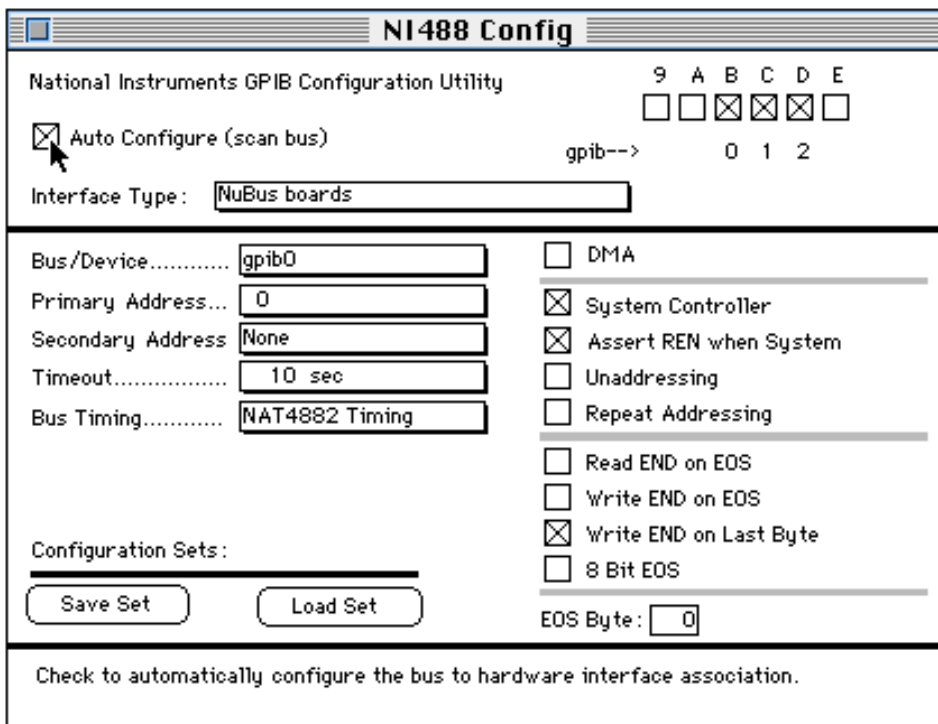 NI488 Config
National Instruments GPIB Configuration Utility
9 A B C D E
Auto Configure (scan bus)
gpib--> 0 1 2
Interface Type: NuBus boards
Bus/Device............ gpib0
Primary Address... 0
Secondary Address None
Timeout................. 10 sec
Bus Timing............ NAT4882 Timing
DMA
System Controller
Assert REN when System
Unaddressing
Repeat Addressing
Read END on EOS
Write END on EOS
Write END on Last Byte
8 Bit EOS
EOS Byte: 0
Configuration Sets:
Save Set Load Set
Check to automatically configure the bus to hardware interface association.